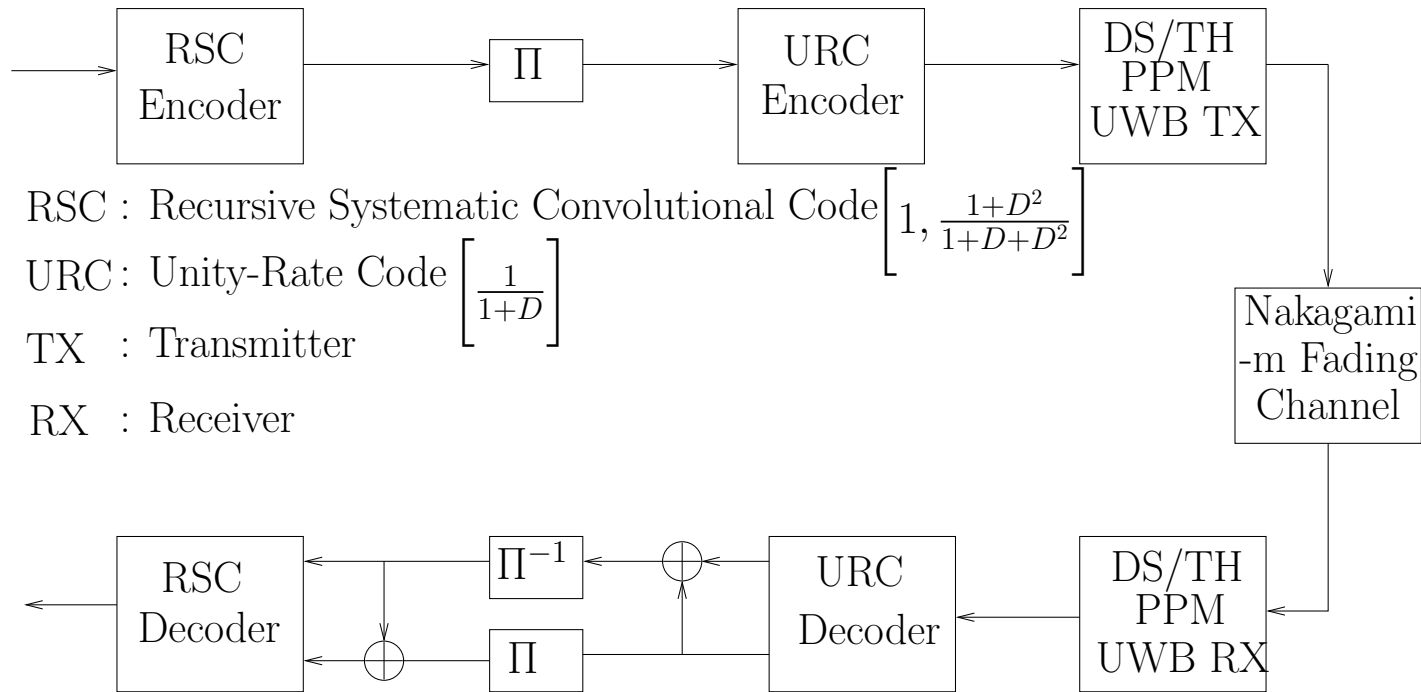 RSC
Encoder
Π
URC
Encoder
DS/TH
PPM
UWB TX
RSC : Recursive Systematic Convolutional Code [1, \frac{1+D^2}{1+D+D^2}]
URC : Unity-Rate Code [\frac{1}{1+D}]
TX : Transmitter
RX : Receiver
Nakagami
-m Fading
Channel
RSC
Decoder
Π^{-1}
Π
URC
Decoder
DS/TH
PPM
UWB RX